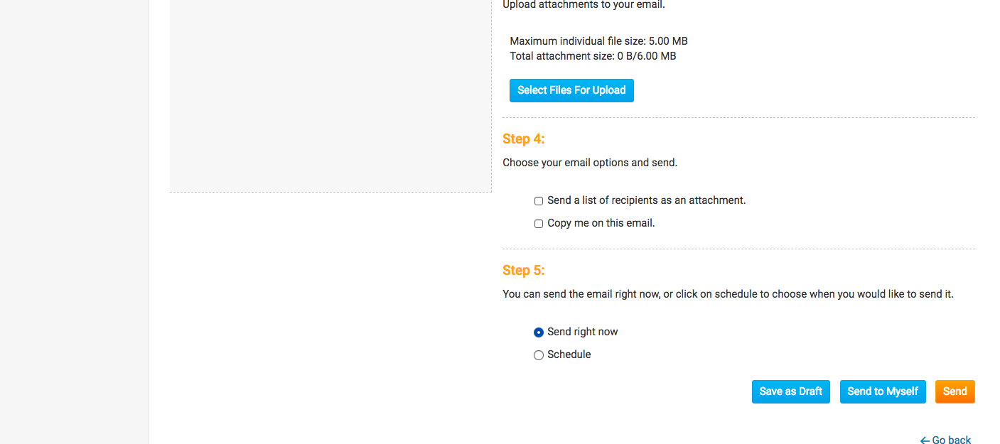 Upload attachments to your email.
Maximum individual file size: 5.00 MB
Total attachment size: 0 B/6.00 MB
Select Files For Upload
Step 4:
Choose your email options and send.
Send a list of recipients as an attachment.
Copy me on this email.
Step 5:
You can send the email right now, or click on schedule to choose when you would like to send it.
Send right now
Schedule
Save as Draft Send to Myself Send
← Go back